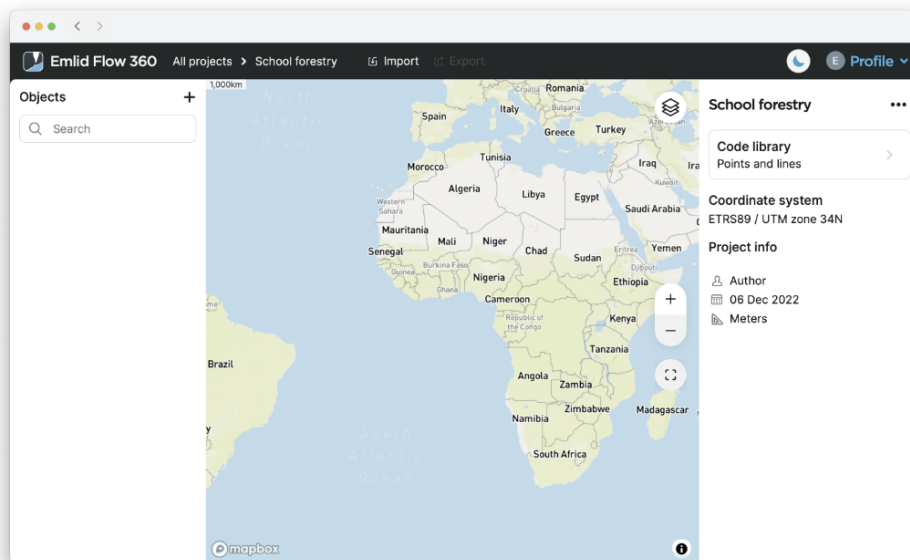 Emlid Flow 360
All projects > School forestry
Import
Export
E
Profile
Objects
+
Search
1,000km
North
Atlantic
Ocean
Croatia
Romania
Italy
Bulgaria
Spain
Greece
Turkey
Tunisia
Morocco
Iraq
Algeria
Libya
Egypt
Kuwait
Western
Sahara
Saudi Arabia
Mauritania
Mali
Niger
Chad
Sudan
Eritrea
Yemen
Senegal
Burkina Faso
Guinea
Djibouti
Nigeria
Ethiopia
Ghana
Cameroon
Republic of
the Congo
Kenya
Tanzania
Brazil
Angola
Zambia
Zimbabwe
Madagascar
Namibia
South
Atlantic
Ocean
South Africa
mapbox
School forestry
Code library
Points and lines
Coordinate system
ETRS89 / UTM zone 34N
Project info
Author
06 Dec 2022
Meters